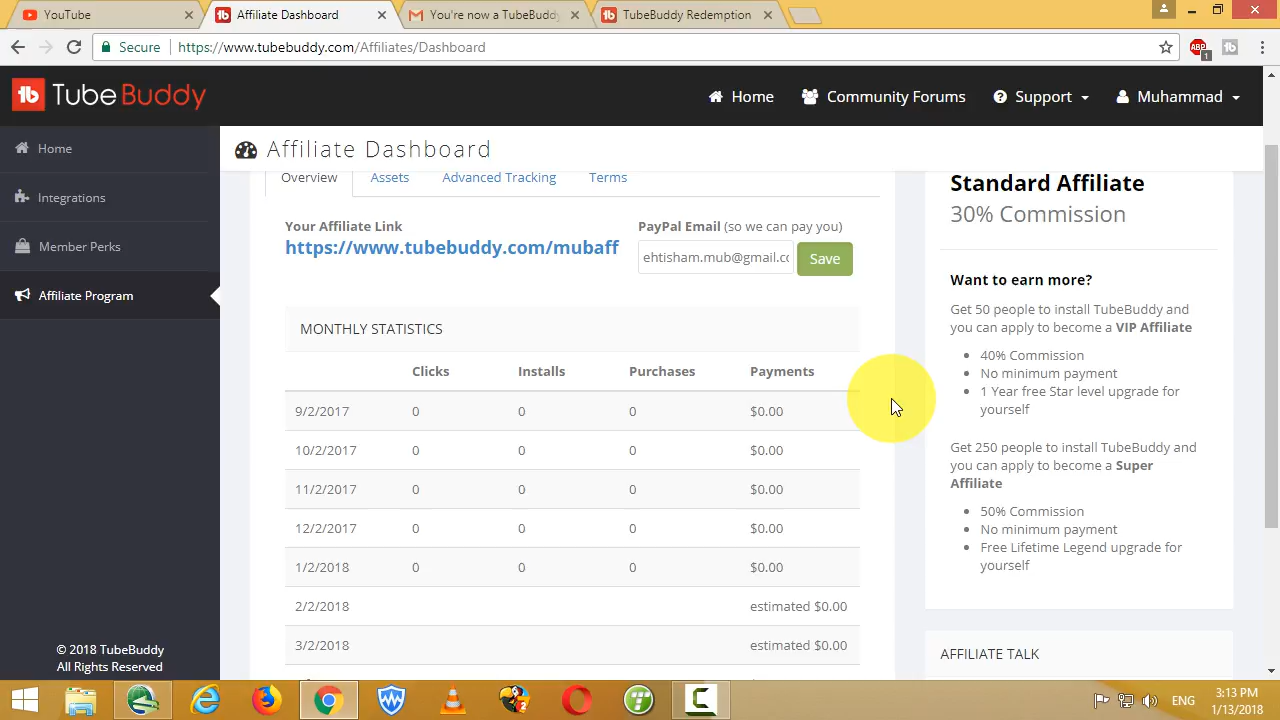 YouTube
Affiliate Dashboard
You're now a TubeBuddy
TubeBuddy Redemption
Secure
https://www.tubebuddy.com/Affiliates/Dashboard
ABP
1
tb
tb TubeBuddy
Home
Community Forums
Support
Muhammad
Home
Integrations
Member Perks
Affiliate Program
© 2018 TubeBuddy
All Rights Reserved
Affiliate Dashboard
Overview
Assets
Advanced Tracking
Terms
Your Affiliate Link
https://www.tubebuddy.com/mubaff
PayPal Email (so we can pay you)
ehtisham.mub@gmail.cc
Save
MONTHLY STATISTICS
Clicks Installs Purchases Payments
9/2/2017 0 0 0 $0.00
10/2/2017 0 0 0 $0.00
11/2/2017 0 0 0 $0.00
12/2/2017 0 0 0 $0.00
1/2/2018 0 0 0 $0.00
2/2/2018 estimated $0.00
3/2/2018 estimated $0.00
Standard Affiliate
30% Commission
Want to earn more?
Get 50 people to install TubeBuddy and
you can apply to become a VIP Affiliate
40% Commission
No minimum payment
1 Year free Star level upgrade for
yourself
Get 250 people to install TubeBuddy and
you can apply to become a Super
Affiliate
50% Commission
No minimum payment
Free Lifetime Legend upgrade for
yourself
AFFILIATE TALK
ENG
3:13 PM
1/13/2018